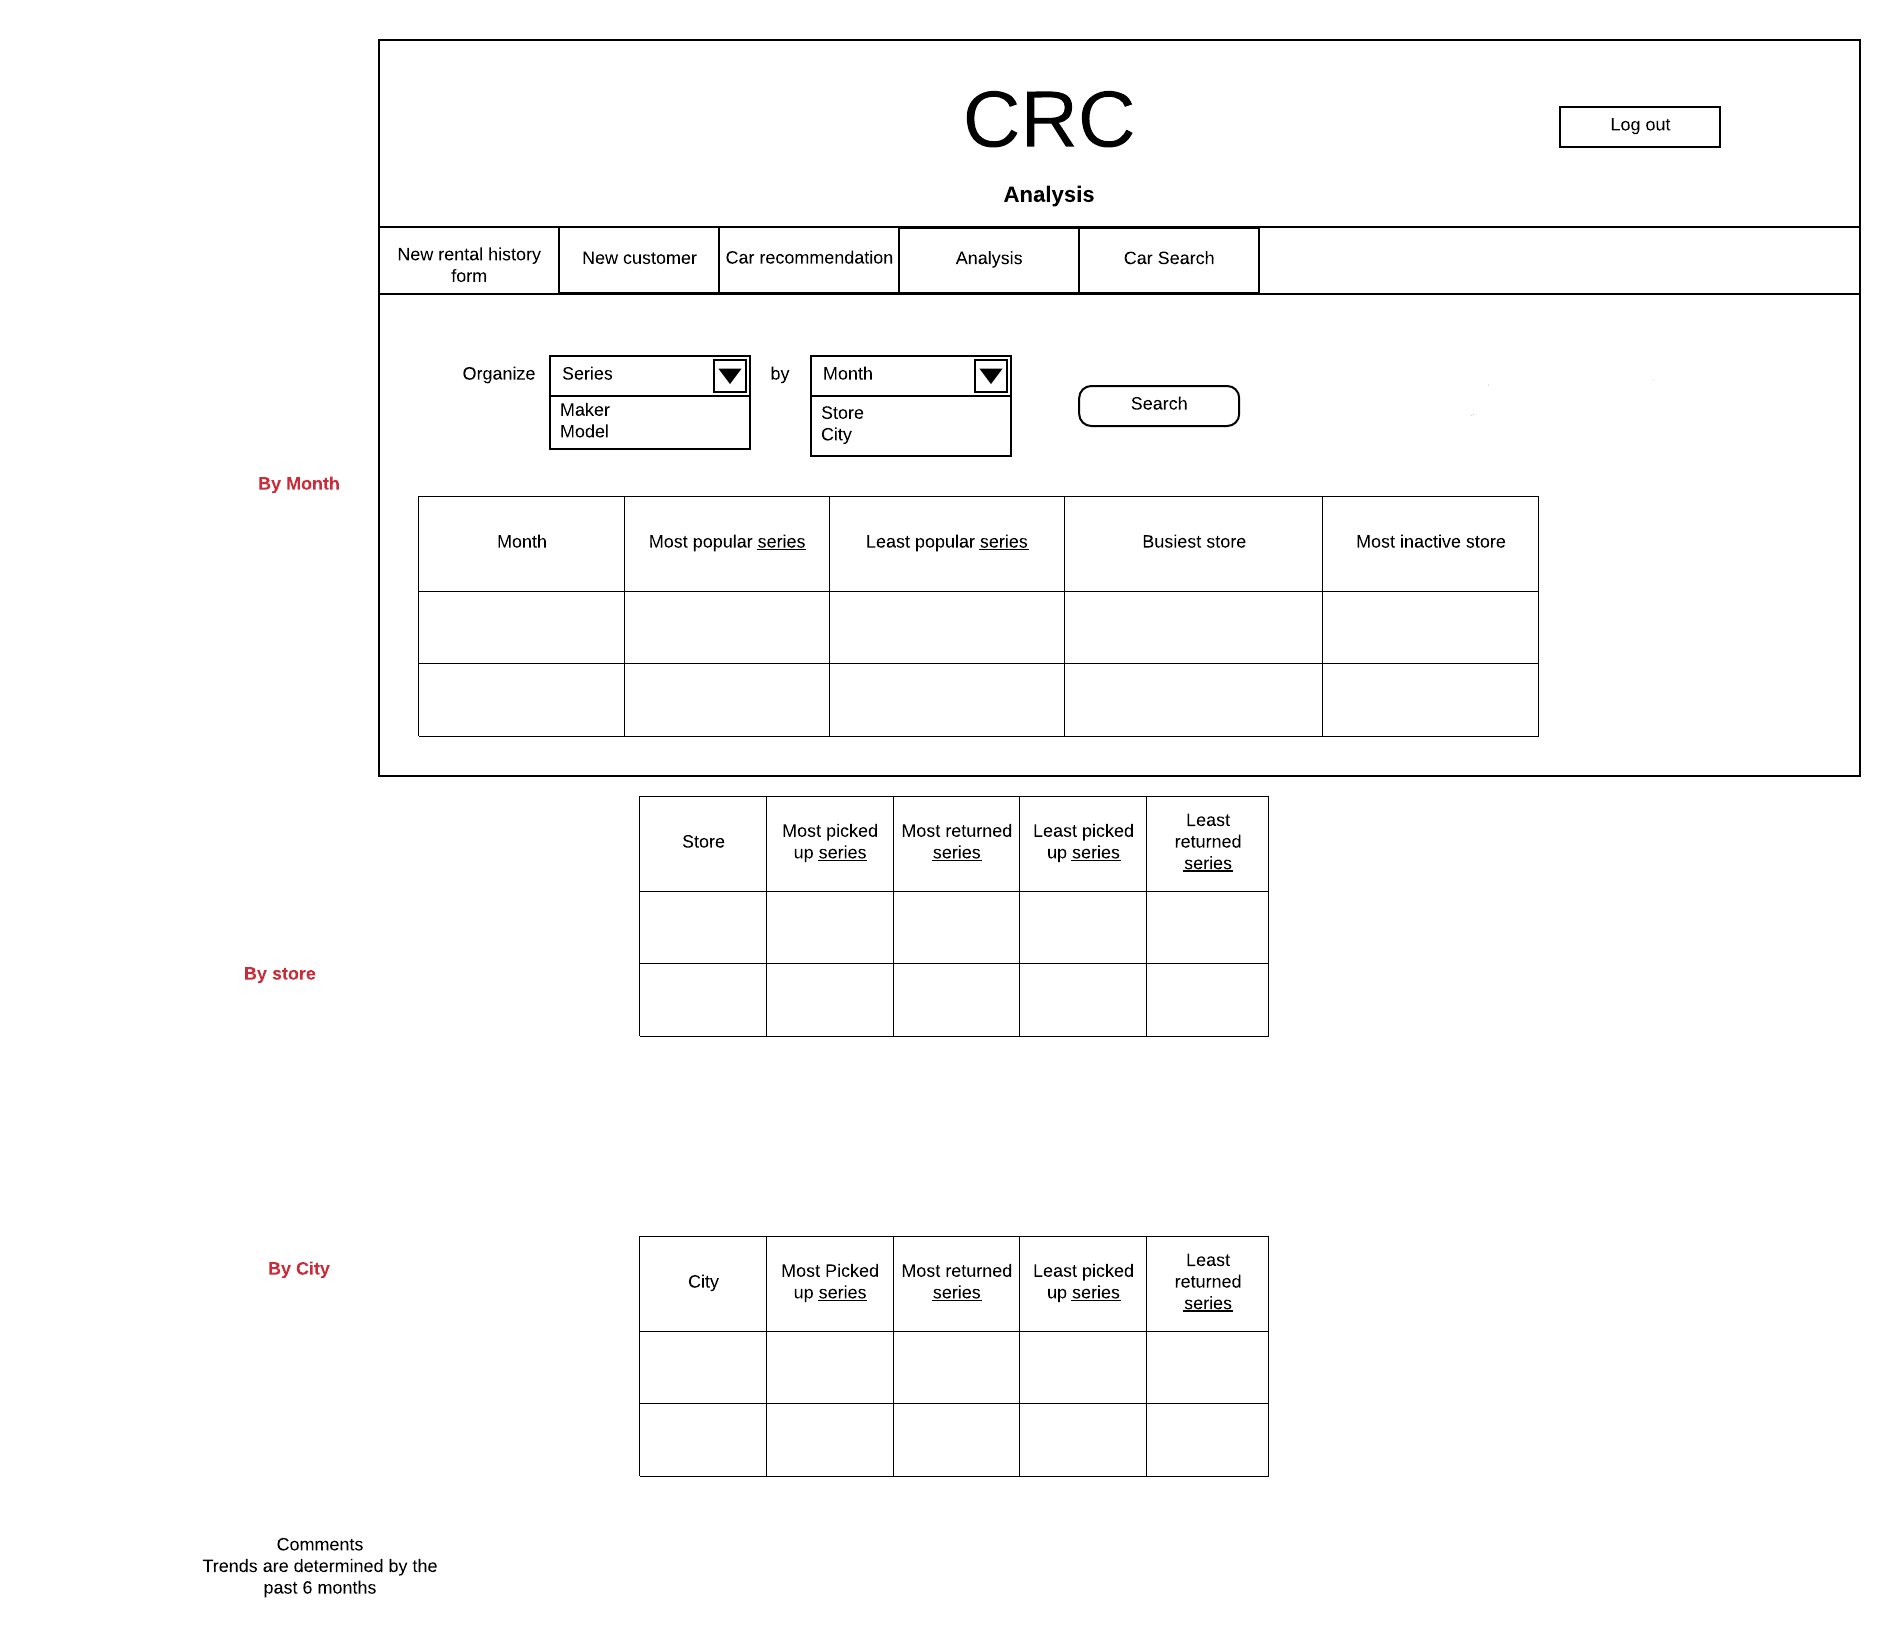 CRC
Log out
Analysis
New rental history
form
New customer
Car recommendation
Analysis
Car Search
Organize
Series
by
Month
Maker
Model
Store
City
Search
By Month
Month
Most popular series
Least popular series
Busiest store
Most inactive store
Store
Most picked
up series
Most returned
series
Least picked
up series
Least
returned
series
By store
By City
City
Most Picked
up series
Most returned
series
Least picked
up series
Least
returned
series
Comments
Trends are determined by the
past 6 months